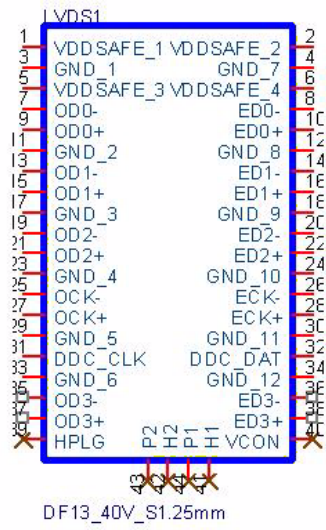 LVDS1
1 VDDSAFE_1 VDDSAFE_2 2
3 GND_1 GND_7 4
5 VDDSAFE_3 VDDSAFE_4 6
7 OD0- ED0- 8
9 OD0+ ED0+ 10
11 GND_2 GND_8 12
13 OD1- ED1- 14
15 OD1+ ED1+ 16
17 GND_3 GND_9 18
19 OD2- ED2- 20
21 OD2+ ED2+ 22
23 GND_4 GND_10 24
25 OCK- ECK- 26
27 OCK+ ECK+ 28
29 GND_5 GND_11 30
31 DDC_CLK DDC_DAT 32
33 GND_6 GND_12 34
35 OD3- ED3- 36
37 OD3+ ED3+ 38
39 HPLG P2 H2 P1 H1 VCON 40
43 42 44 41
DF13_40V_S1.25mm